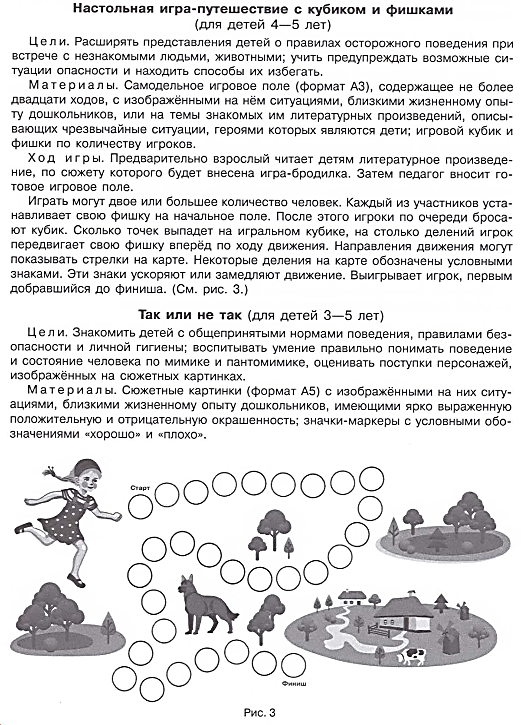 Настольная игра-путешествие с кубиком и фишками
(для детей 4—5 лет)
Цели. Расширять представления детей о правилах осторожного поведения при
встрече с незнакомыми людьми, животными; учить предупреждать возможные си-
туации опасности и находить способы их избегать.
Материалы. Самодельное игровое поле (формат А3), содержащее не более
двадцати ходов, с изображёнными на нём ситуациями, близкими жизненному опы-
ту дошкольников, или на темы знакомых им литературных произведений, описы-
вающих чрезвычайные ситуации, героями которых являются дети; игровой кубик и
фишки по количеству игроков.
Ход игры. Предварительно взрослый читает детям литературное произведе-
ние, по сюжету которого будет внесена игра-бродилка. Затем педагог вносит го-
товое игровое поле.
Играть могут двое или большее количество человек. Каждый из участников уста-
навливает свою фишку на начальное поле. После этого игроки по очереди броса-
ют кубик. Сколько точек выпадет на игральном кубике, на столько делений игрок
передвигает свою фишку вперёд по ходу движения. Направления движения могут
показывать стрелки на карте. Некоторые деления на карте обозначены условными
знаками. Эти знаки ускоряют или замедляют движение. Выигрывает игрок, первым
добравшийся до финиша. (См. рис. 3.)
Так или не так (для детей 3—5 лет)
Цели. Знакомить детей с общепринятыми нормами поведения, правилами без-
опасности и личной гигиены; воспитывать умение правильно понимать поведение
и состояние человека по мимике и пантомимике, оценивать поступки персонажей,
изображённых на сюжетных картинках.
Материалы. Сюжетные картинки (формат А5) с изображёнными на них ситу-
ациями, близкими жизненному опыту дошкольников, имеющими ярко выраженную
положительную и отрицательную окрашенность; значки-маркеры с условными обо-
значениями «хорошо» и «плохо».
Старт
Финиш
Рис. 3